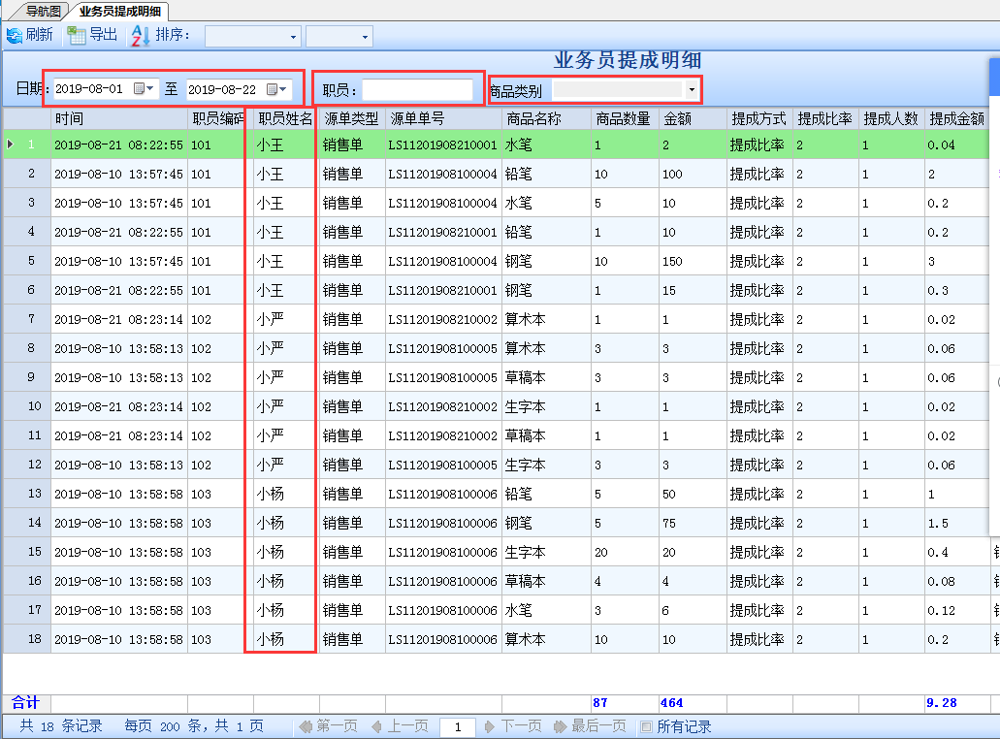 导航图 业务员提成明细
刷新 导出 排序：
业务员提成明细
日期： 2019-08-01 至 2019-08-22 职员： 商品类别
时间 职员编码 职员姓名 源单类型 源单单号 商品名称 商品数量 金额 提成方式 提成比率 提成人数 提成金额
1 2019-08-21 08:22:55 101 小王 销售单 LS11201908210001 水笔 1 2 提成比率 2 1 0.04
2 2019-08-10 13:57:45 101 小王 销售单 LS11201908100004 铅笔 10 100 提成比率 2 1 2
3 2019-08-10 13:57:45 101 小王 销售单 LS11201908100004 水笔 5 10 提成比率 2 1 0.2
4 2019-08-21 08:22:55 101 小王 销售单 LS11201908210001 铅笔 1 10 提成比率 2 1 0.2
5 2019-08-10 13:57:45 101 小王 销售单 LS11201908100004 钢笔 10 150 提成比率 2 1 3
6 2019-08-21 08:22:55 101 小王 销售单 LS11201908210001 钢笔 1 15 提成比率 2 1 0.3
7 2019-08-21 08:23:14 102 小严 销售单 LS11201908210002 算术本 1 1 提成比率 2 1 0.02
8 2019-08-10 13:58:13 102 小严 销售单 LS11201908100005 算术本 3 3 提成比率 2 1 0.06
9 2019-08-10 13:58:13 102 小严 销售单 LS11201908100005 草稿本 3 3 提成比率 2 1 0.06
10 2019-08-21 08:23:14 102 小严 销售单 LS11201908210002 生字本 1 1 提成比率 2 1 0.02
11 2019-08-21 08:23:14 102 小严 销售单 LS11201908210002 草稿本 1 1 提成比率 2 1 0.02
12 2019-08-10 13:58:13 102 小严 销售单 LS11201908100005 生字本 3 3 提成比率 2 1 0.06
13 2019-08-10 13:58:58 103 小杨 销售单 LS11201908100006 铅笔 5 50 提成比率 2 1 1
14 2019-08-10 13:58:58 103 小杨 销售单 LS11201908100006 钢笔 5 75 提成比率 2 1 1.5
15 2019-08-10 13:58:58 103 小杨 销售单 LS11201908100006 生字本 20 20 提成比率 2 1 0.4
16 2019-08-10 13:58:58 103 小杨 销售单 LS11201908100006 草稿本 4 4 提成比率 2 1 0.08
17 2019-08-10 13:58:58 103 小杨 销售单 LS11201908100006 水笔 3 6 提成比率 2 1 0.12
18 2019-08-10 13:58:58 103 小杨 销售单 LS11201908100006 算术本 10 10 提成比率 2 1 0.2
合计 87 464 9.28
共 18 条记录 每页 200 条，共 1 页 第一页 上一页 1 下一页 最后一页 所有记录